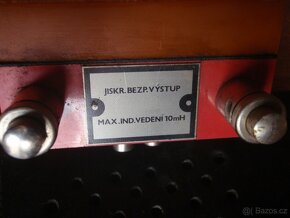 JISKR. BEZP. VÝSTUP
MAX. IND. VEDENÍ 10mH
Bazos.cz